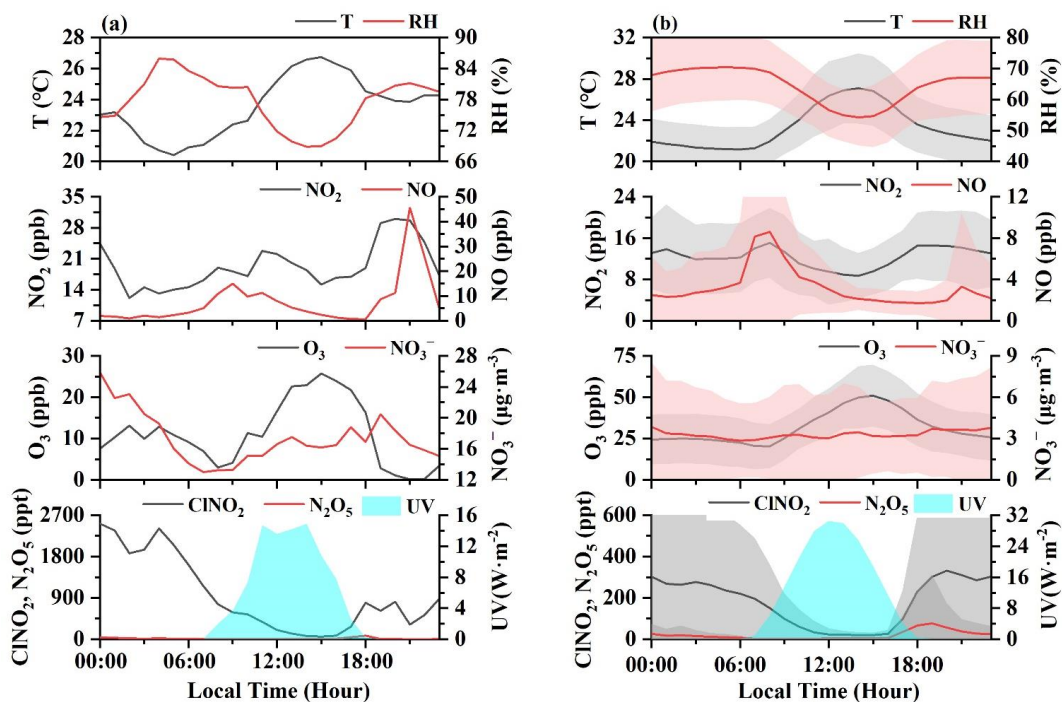 (a) T RH
28 26 24 22 20
T (°C)
90 84 78 72 66
RH (%)
NO₂ NO
35 28 21 14 7
NO₂ (ppb)
50 40 30 20 10 0
NO (ppb)
O₃ NO₃⁻
30 20 10 0
O₃ (ppb)
28 24 20 16 12
NO₃⁻ (μg·m⁻³)
ClNO₂ N₂O₅ UV
2700 1800 900 0
ClNO₂, N₂O₅ (ppt)
15 12 9 6 3 0
UV(W·m⁻²)
00:00 06:00 12:00 18:00
Local Time (Hour)
(b) T RH
32 28 24 20
T (°C)
80 70 60 50 40
RH (%)
NO₂ NO
24 16 8 0
NO₂ (ppb)
12 9 6 3 0
NO (ppb)
O₃ NO₃⁻
75 50 25 0
O₃ (ppb)
9 6 3 0
NO₃⁻ (μg·m⁻³)
ClNO₂ N₂O₅ UV
600 400 200 0
ClNO₂, N₂O₅ (ppt)
32 24 16 8 0
UV(W·m⁻²)
00:00 06:00 12:00 18:00
Local Time (Hour)